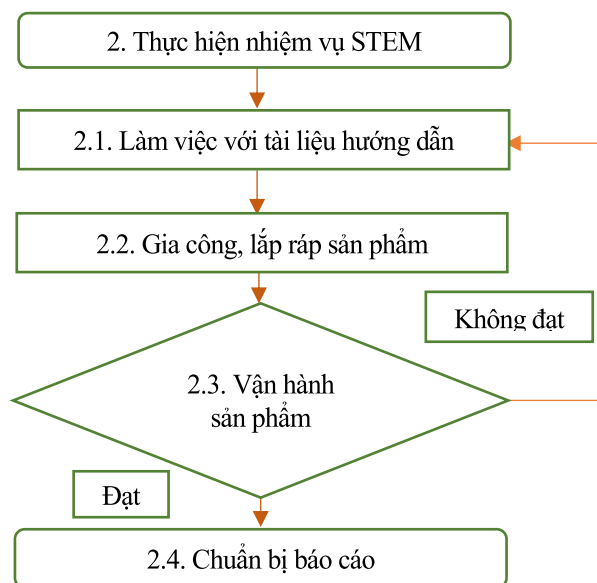 2. Thực hiện nhiệm vụ STEM
2.1. Làm việc với tài liệu hướng dẫn
2.2. Gia công, lắp ráp sản phẩm
Không đạt
2.3. Vận hành
sản phẩm
Đạt
2.4. Chuẩn bị báo cáo